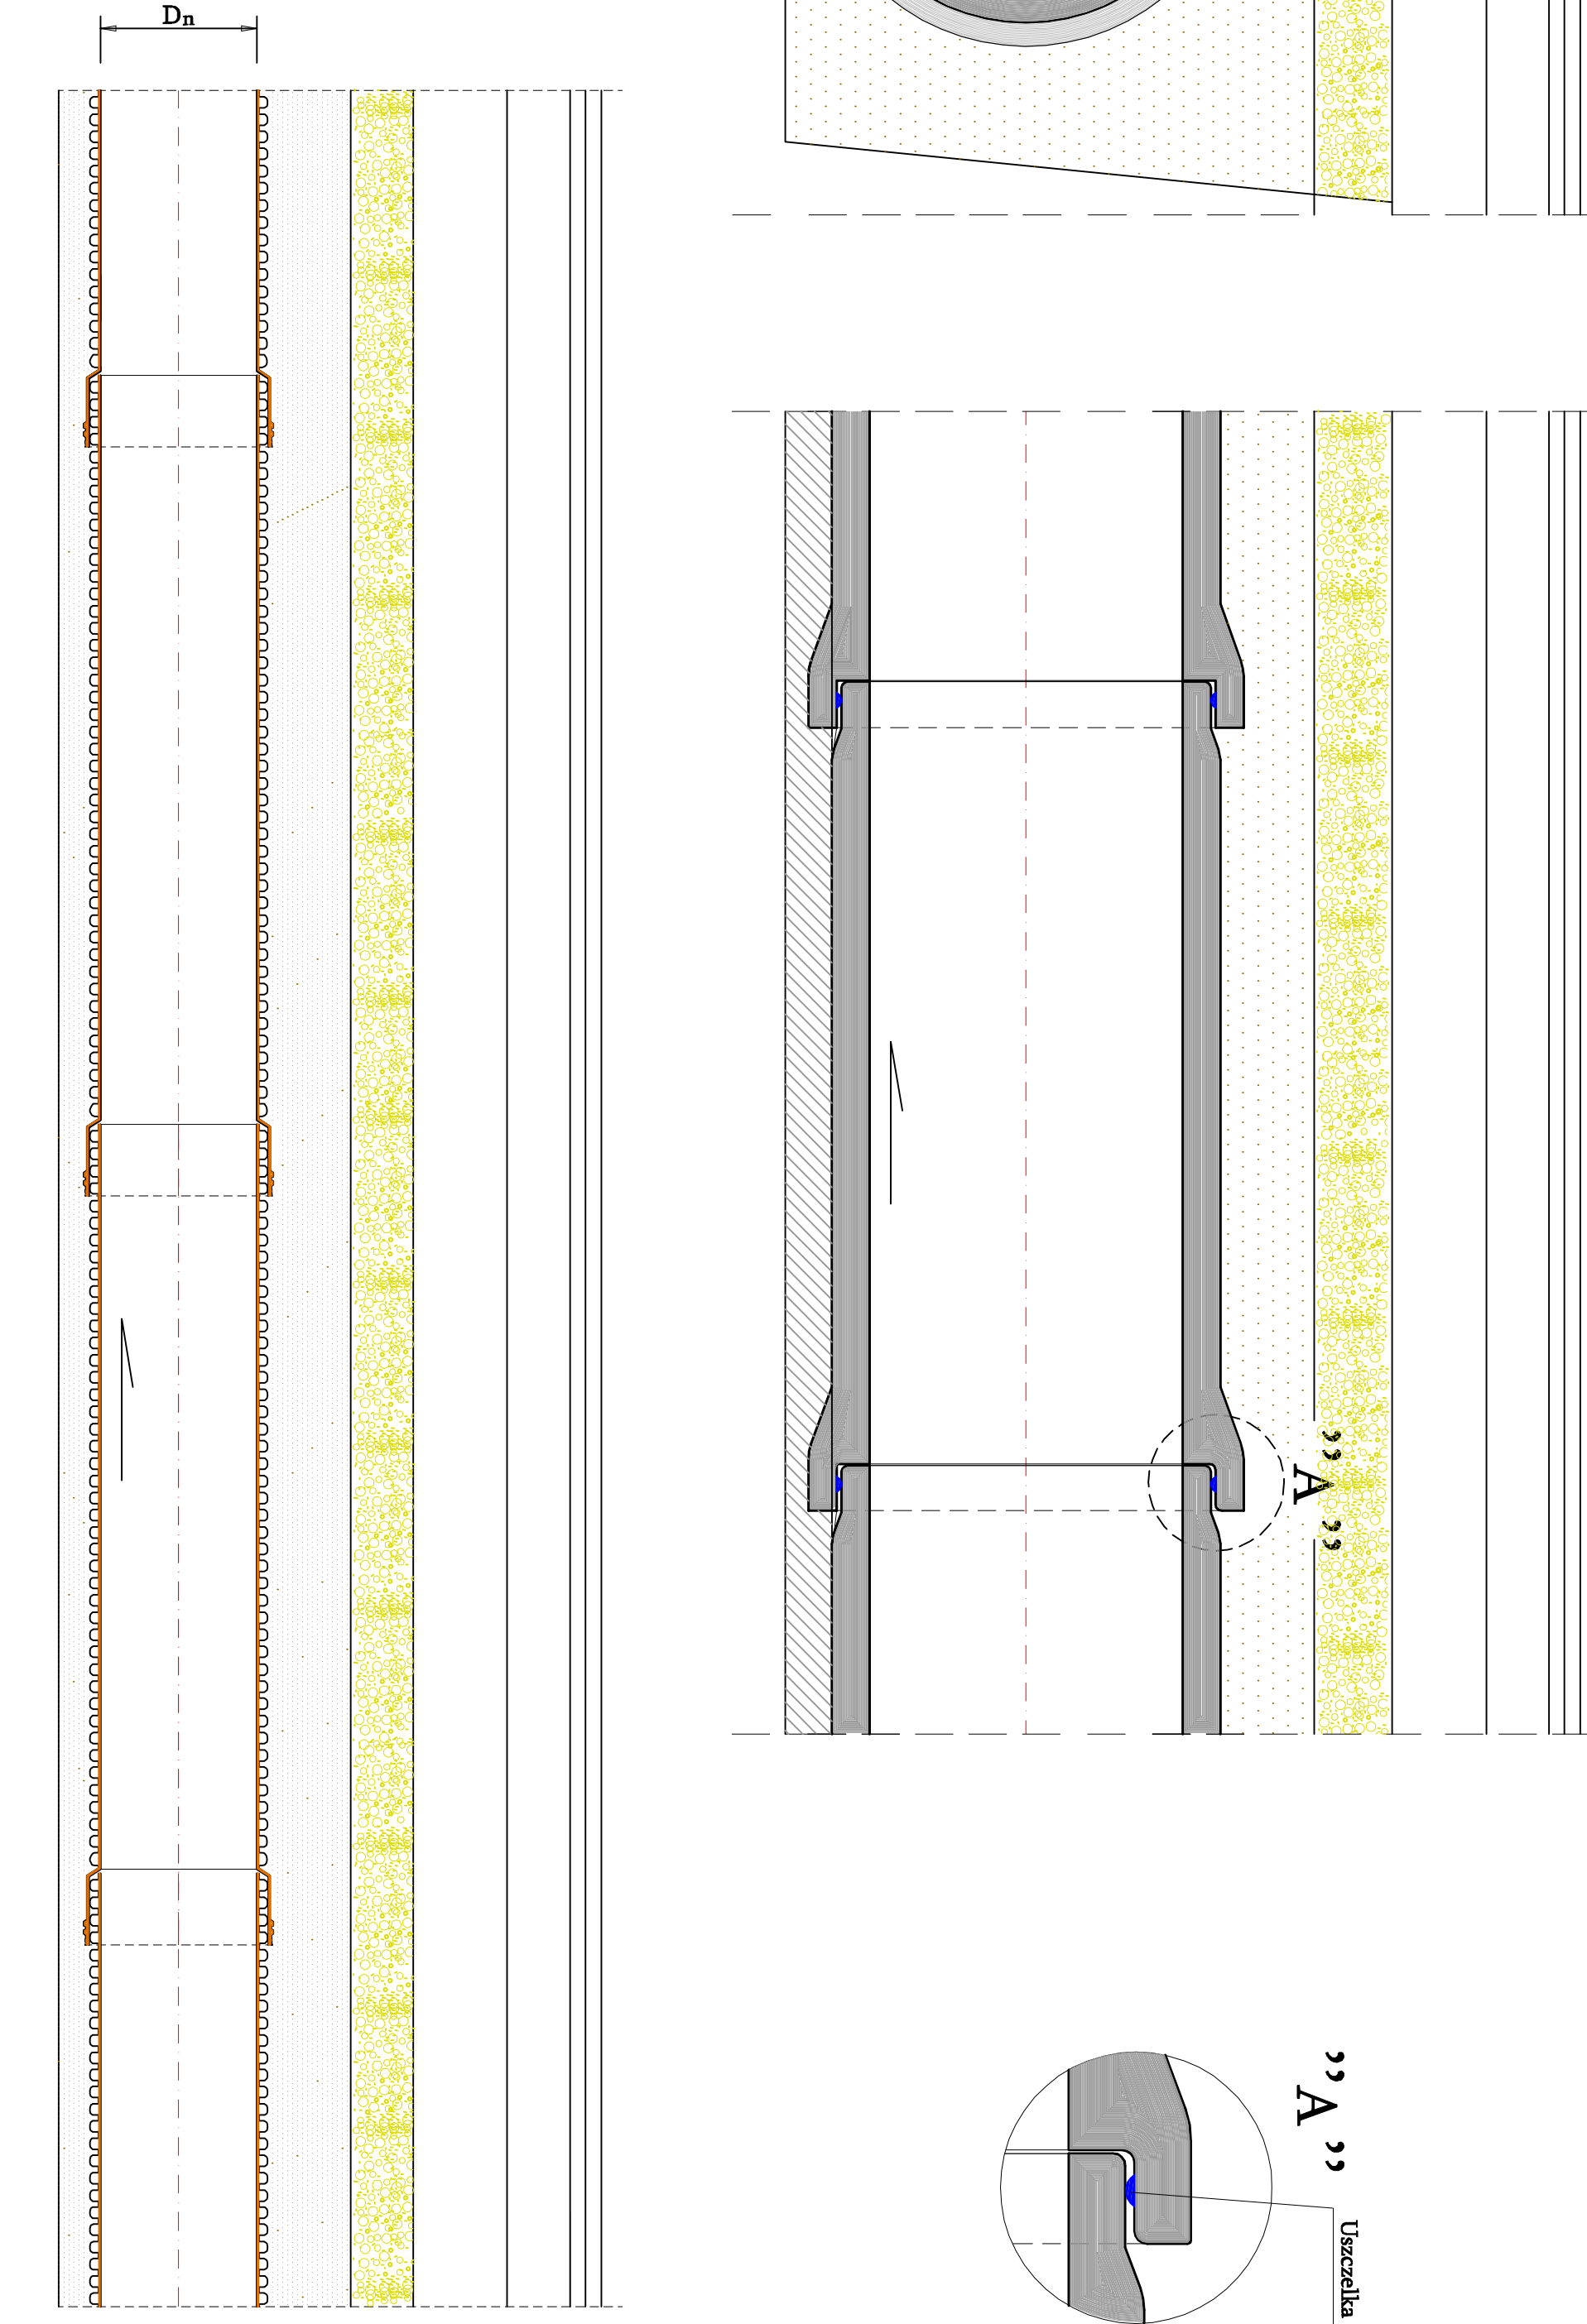 Dn
,, A ,,
,, A ,,
Uszczelka